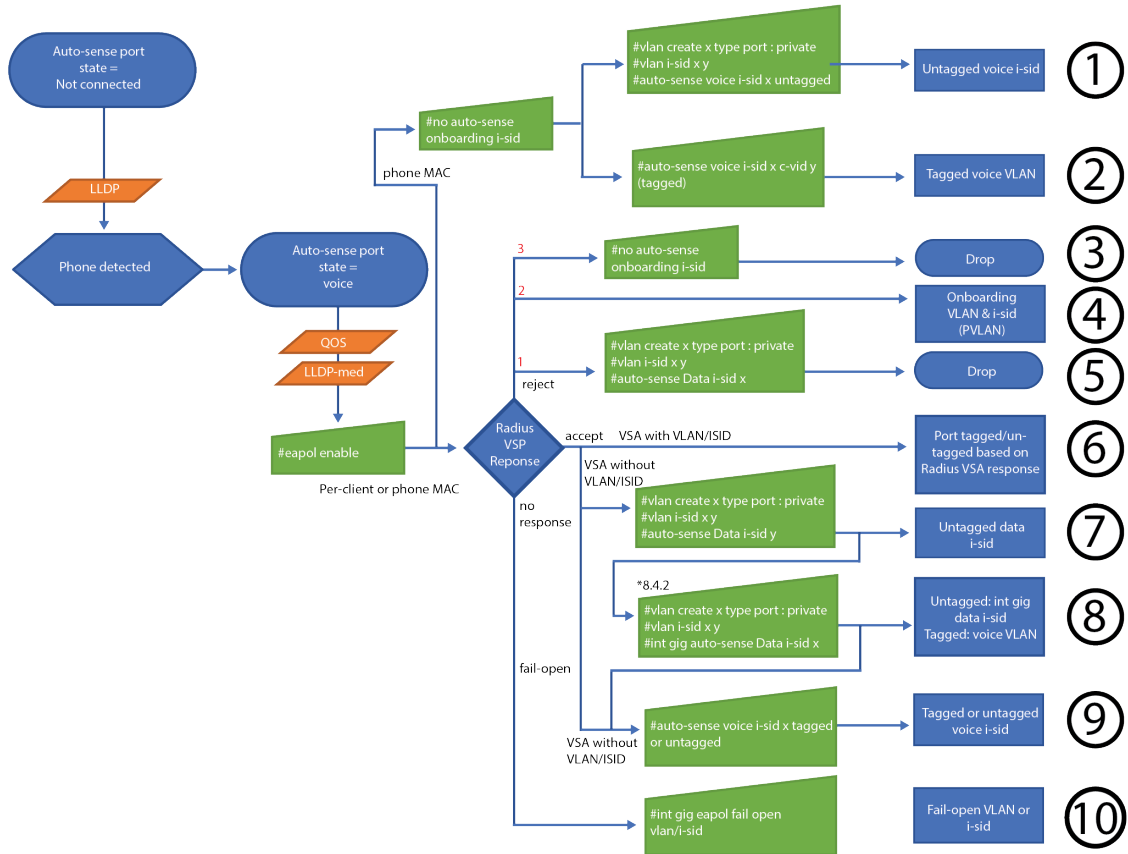 Auto-sense port
state =
Not connected
LLDP
Phone detected
Auto-sense port
state =
voice
QOS
LLDP-med
#eapol enable
Per-client or phone MAC
phone MAC
#no auto-sense
onboarding i-sid
#vlan create x type port : private
#vlan i-sid x y
#auto-sense voice i-sid x untagged
Untagged voice i-sid
1
#auto-sense voice i-sid x c-vid y
(tagged)
Tagged voice VLAN
2
Radius
VSP
Reponse
3
#no auto-sense
onboarding i-sid
Drop
3
2
Onboarding
VLAN & i-sid
(PVLAN)
4
1
reject
#vlan create x type port : private
#vlan i-sid x y
#auto-sense Data i-sid x
Drop
5
accept
VSA with VLAN/ISID
Port tagged/un-
tagged based on
Radius VSA response
6
VSA without
VLAN/ISID
#vlan create x type port : private
#vlan i-sid x y
#auto-sense Data i-sid y
Untagged data
i-sid
7
no
response
*8.4.2
#vlan create x type port : private
#vlan i-sid x y
#int gig auto-sense Data i-sid x
Untagged: int gig
data i-sid
Tagged: voice VLAN
8
fail-open
VSA without
VLAN/ISID
#auto-sense voice i-sid x tagged
or untagged
Tagged or untagged
voice i-sid
9
#int gig eapol fail open
vlan/i-sid
Fail-open VLAN or
i-sid
10